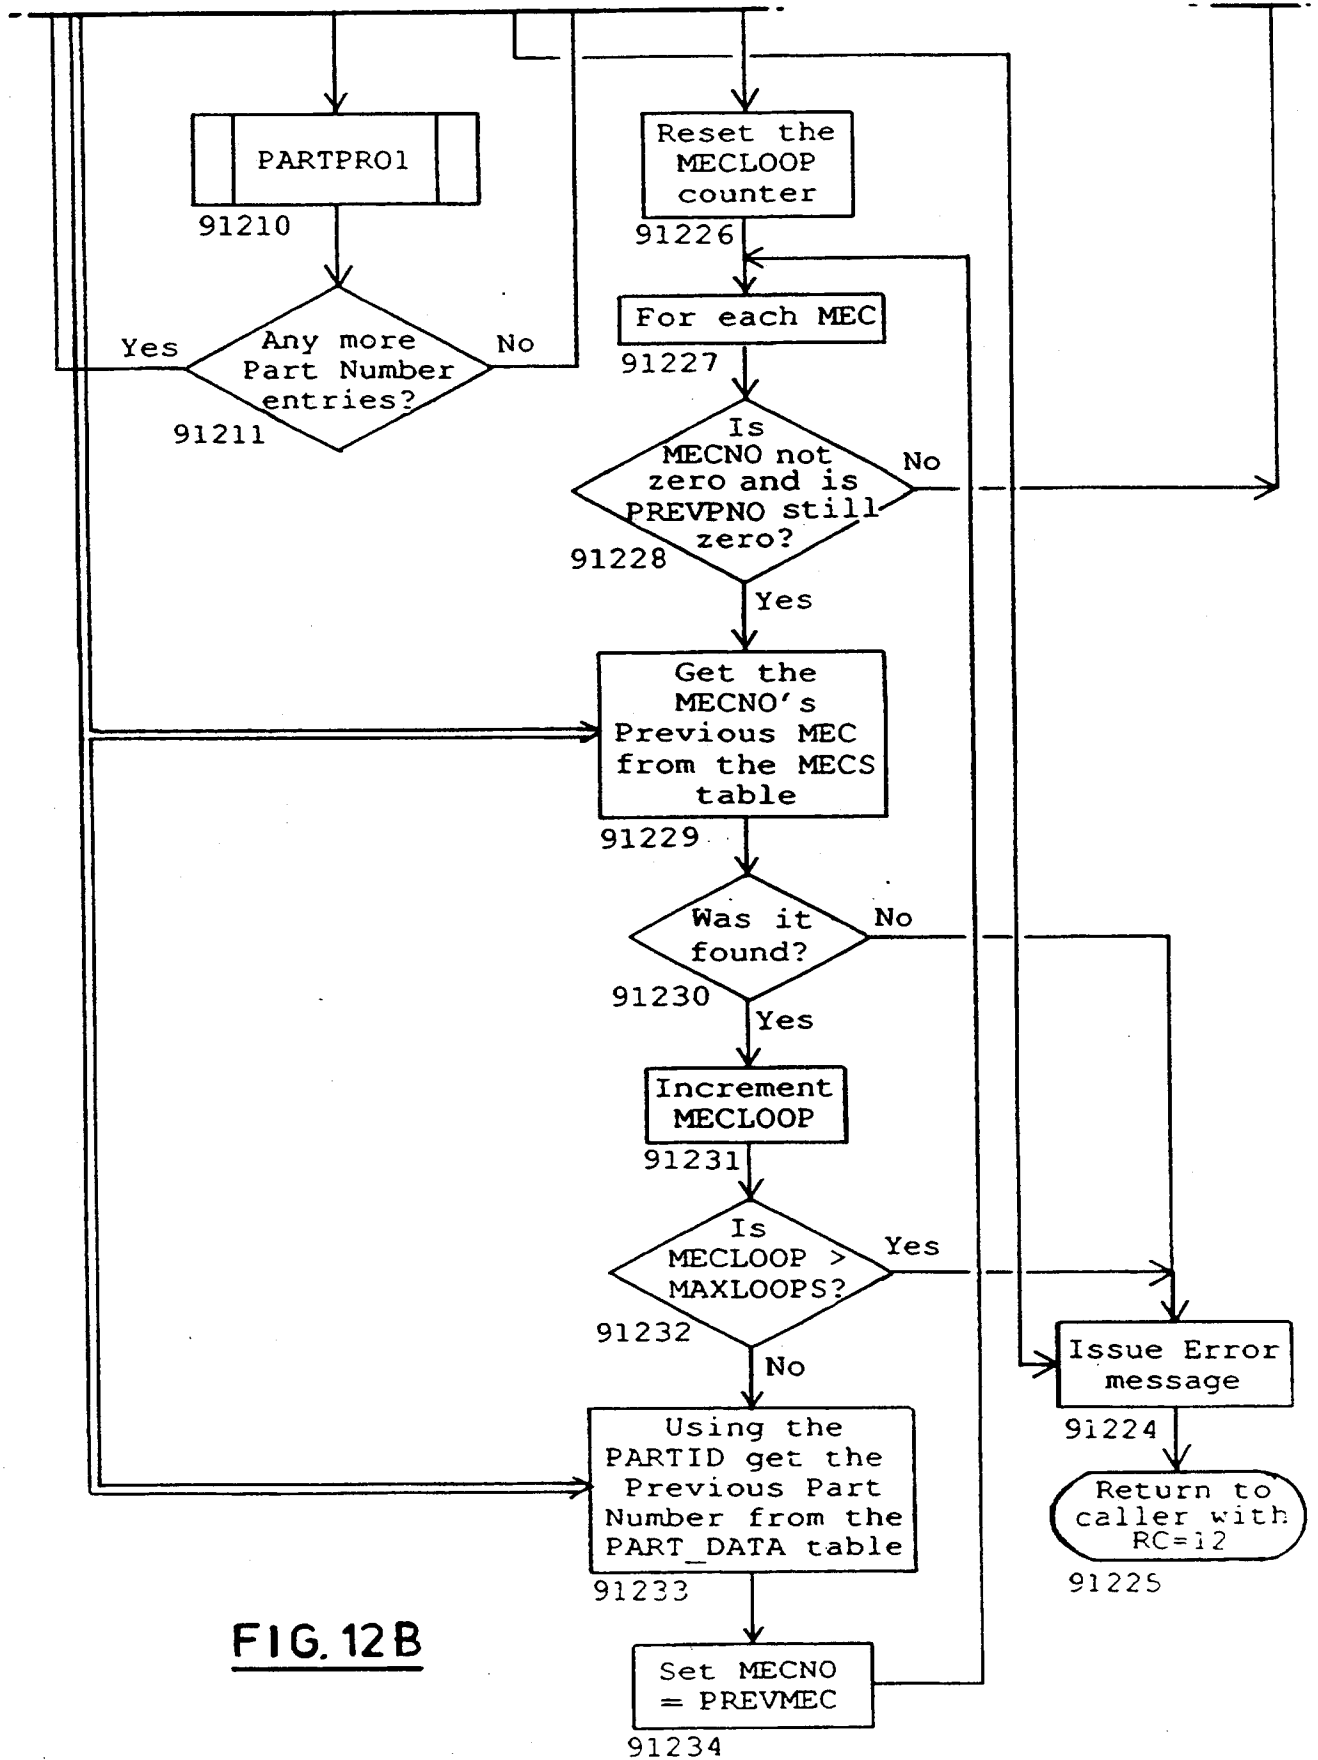 PARTPRO1
91210
Any more
Part Number
entries?
Yes
No
91211
Reset the
MECLOOP
counter
91226
For each MEC
91227
Is
MECNO not
zero and is
PREVPNO still
zero?
No
91228
Yes
Get the
MECNO's
Previous MEC
from the MECS
table
91229
Was it
found?
No
91230
Yes
Increment
MECLOOP
91231
Is
MECLOOP >
MAXLOOPS?
Yes
91232
No
Using the
PARTID get the
Previous Part
Number from the
PART_DATA table
91233
Set MECNO
= PREVMEC
91234
Issue Error
message
91224
Return to
caller with
RC=12
91225
FIG. 12B